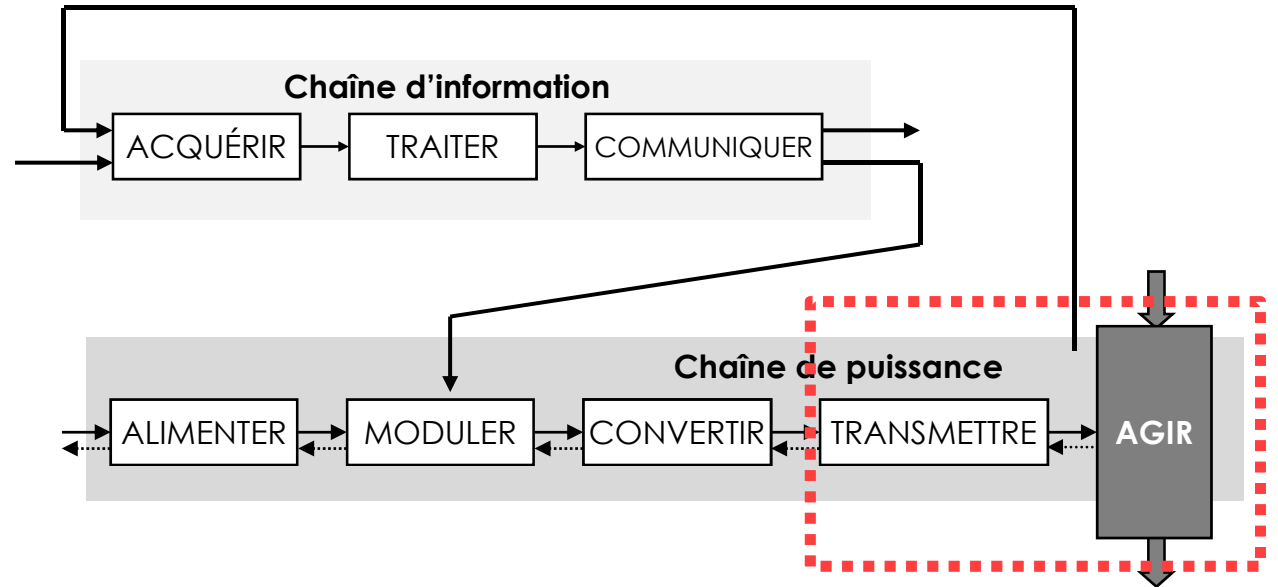 Chaîne d’information
ACQUÉRIR
TRAITER
COMMUNIQUER
Chaîne de puissance
ALIMENTER
MODULER
CONVERTIR
TRANSMETTRE
AGIR